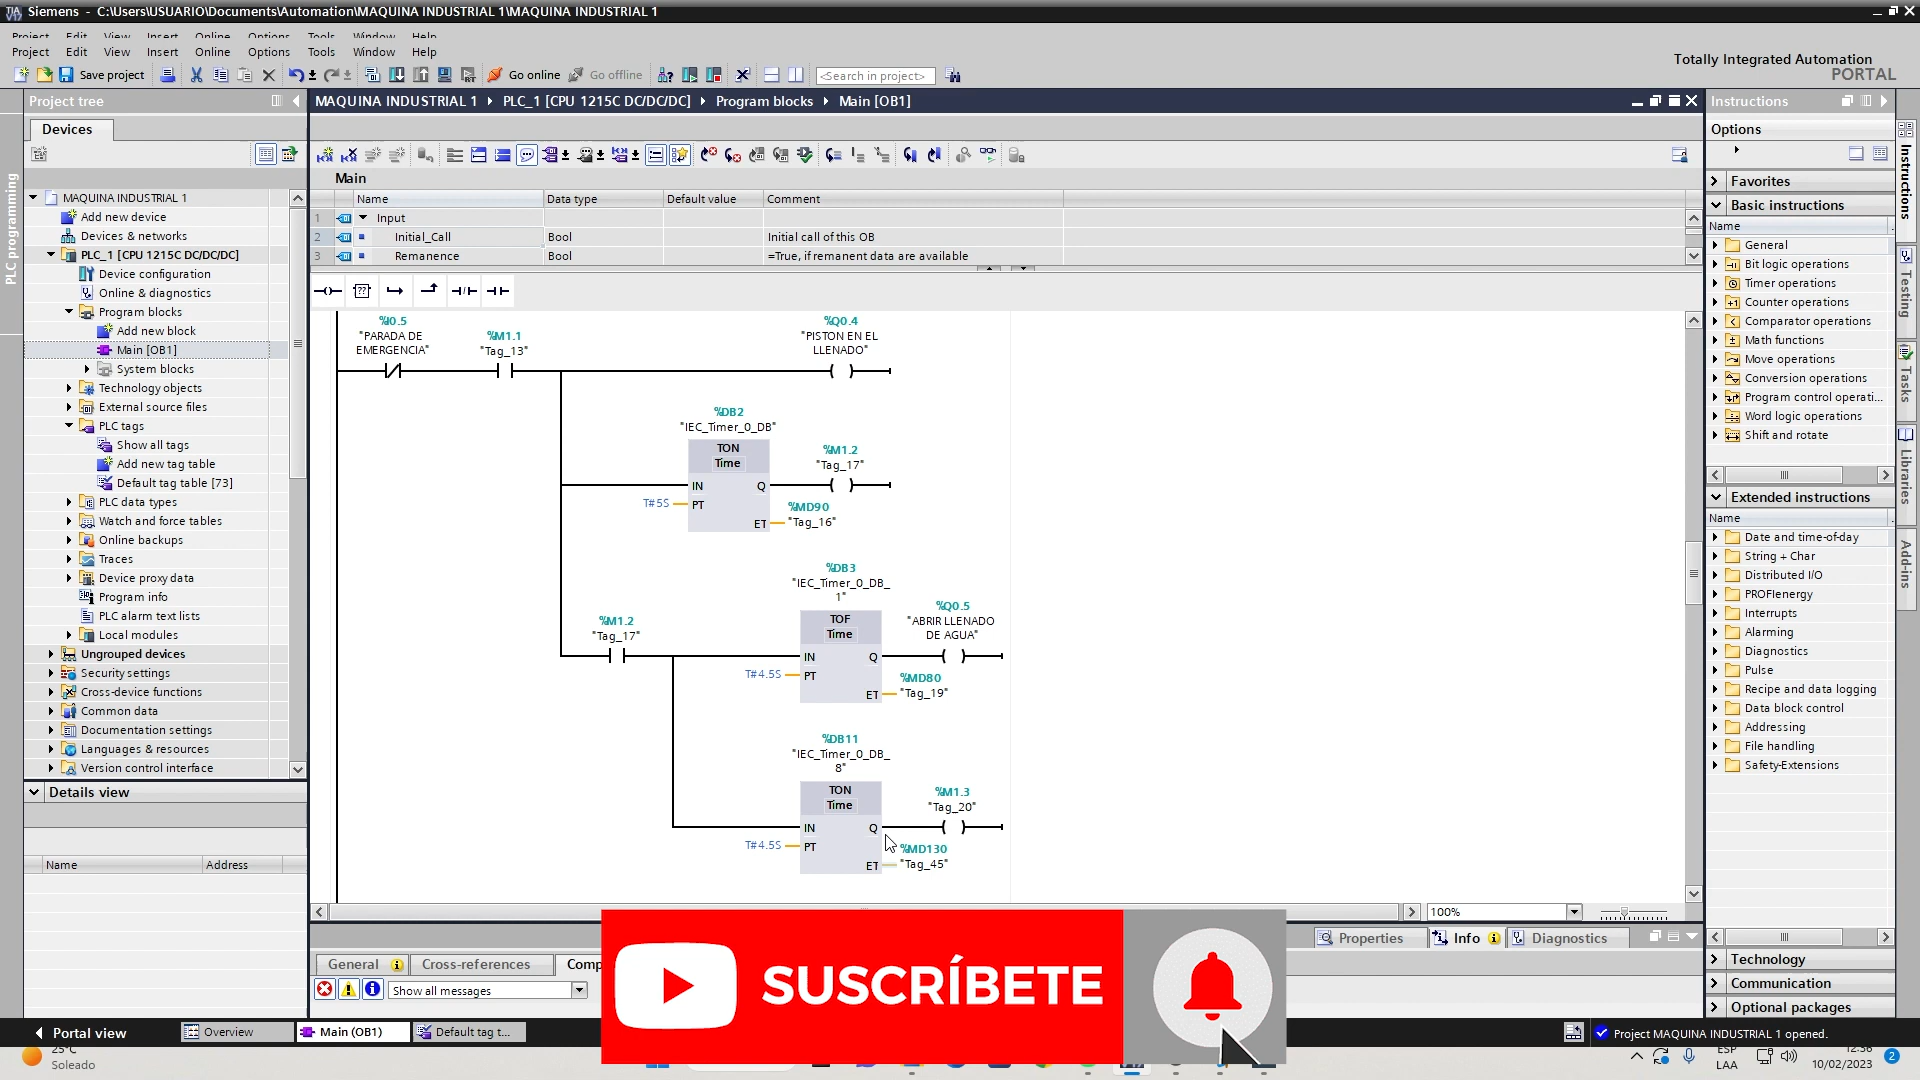 Siemens - C:\Users\USUARIO\Documents\Automation\MAQUINA INDUSTRIAL 1\MAQUINA INDUSTRIAL 1
Project Edit View Insert Online Options Tools Window Help
Project Edit View Insert Online Options Tools Window Help
Totally Integrated Automation
PORTAL
Save project
Go online
Go offline
<Search in project>
Project tree
MAQUINA INDUSTRIAL 1 PLC_1 [CPU 1215C DC/DC/DC] Program blocks Main [OB1]
Devices
PLC programming
MAQUINA INDUSTRIAL 1
Add new device
Devices & networks
PLC_1 [CPU 1215C DC/DC/DC]
Device configuration
Online & diagnostics
Program blocks
Add new block
Main [OB1]
System blocks
Technology objects
External source files
PLC tags
Show all tags
Add new tag table
Default tag table [73]
PLC data types
Watch and force tables
Online backups
Traces
Device proxy data
Program info
PLC alarm text lists
Local modules
Ungrouped devices
Security settings
Cross-device functions
Common data
Documentation settings
Languages & resources
Version control interface
Details view
Name Address
Main
Name Data type Default value Comment
1 Input
2 Initial_Call Bool Initial call of this OB
3 Remanence Bool =True, if remanent data are available
%I0.5
"PARADA DE
EMERGENCIA"
%M1.1
"Tag_13"
%Q0.4
"PISTON EN EL
LLENADO"
%DB2
"IEC_Timer_0_DB"
TON
Time
IN Q
T#5S PT
ET
%M1.2
"Tag_17"
%MD90
"Tag_16"
%DB3
"IEC_Timer_0_DB_
1"
%M1.2
"Tag_17"
TOF
Time
IN Q
T#4.5S PT
ET
%Q0.5
"ABRIR LLENADO
DE AGUA"
%MD80
"Tag_19"
%DB11
"IEC_Timer_0_DB_
8"
TON
Time
IN Q
T#4.5S PT
ET
%M1.3
"Tag_20"
%MD130
"Tag_45"
100%
Properties Info Diagnostics
General Cross-references Comp
Show all messages
SUSCRÍBETE
Instructions
Options
Favorites
Basic instructions
Name
General
Bit logic operations
Timer operations
Counter operations
Comparator operations
Math functions
Move operations
Conversion operations
Program control operati...
Word logic operations
Shift and rotate
Extended instructions
Name
Date and time-of-day
String + Char
Distributed I/O
PROFIenergy
Interrupts
Alarming
Diagnostics
Pulse
Recipe and data logging
Data block control
Addressing
File handling
Safety-Extensions
Technology
Communication
Optional packages
Instructions
Testing
Tasks
Libraries
Add-ins
Portal view
Overview
Main (OB1)
Default tag t...
Project MAQUINA INDUSTRIAL 1 opened.
25°C
Soleado
ESP
LAA
12:36
10/02/2023
2